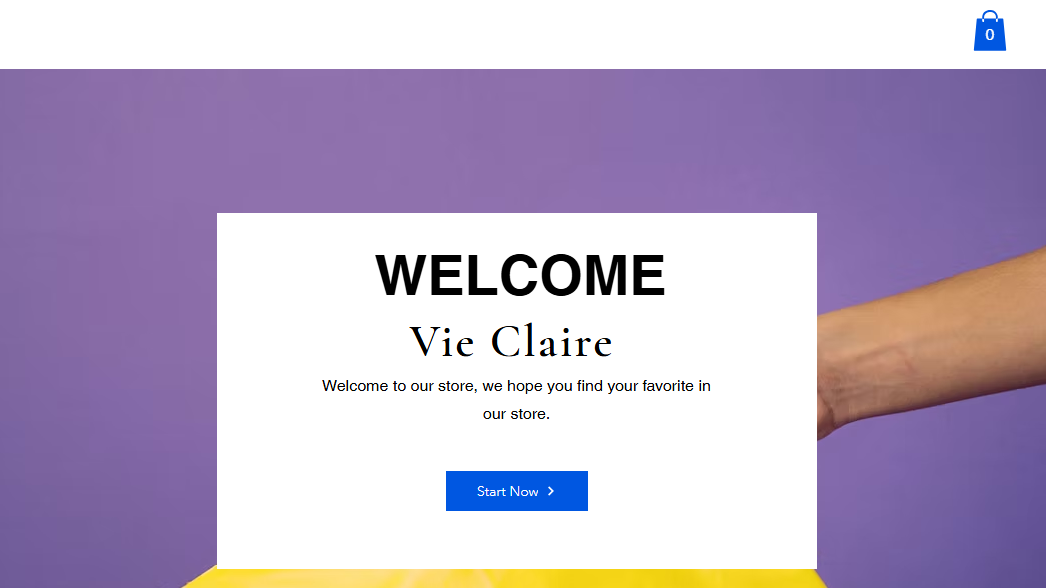 0
WELCOME
Vie Claire
Welcome to our store, we hope you find your favorite in
our store.
Start Now